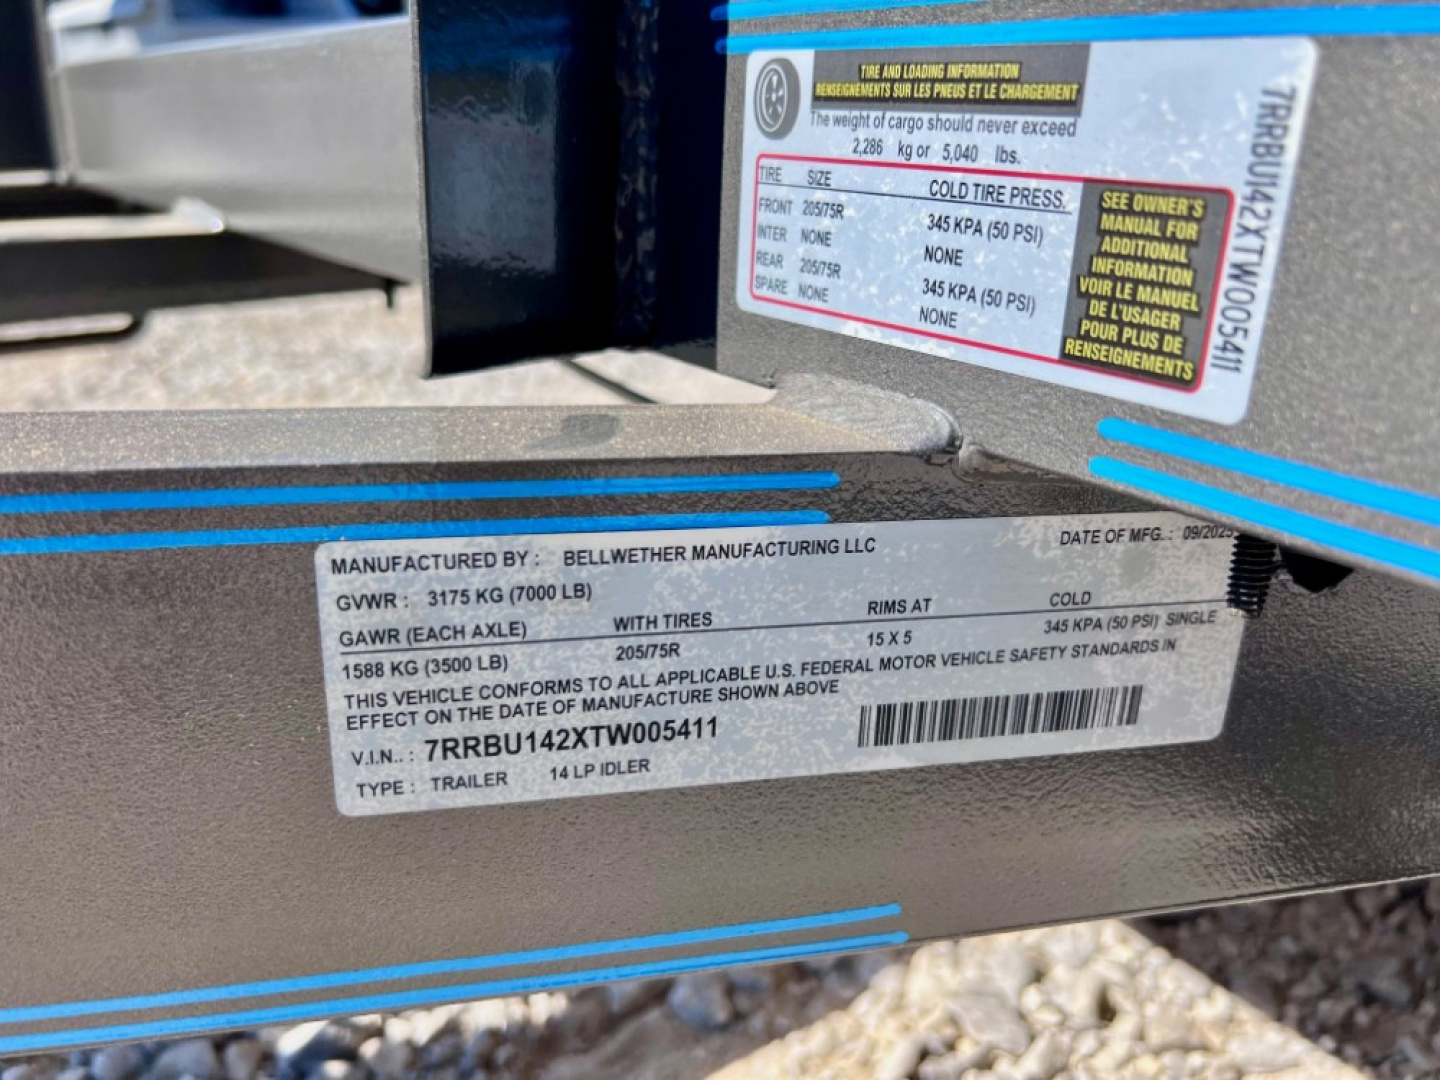 TIRE AND LOADING INFORMATION
RENSEIGNEMENTS SUR LES PNEUS ET LE CHARGEMENT
The weight of cargo should never exceed
2,286 kg or 5,040 lbs.
TIRE SIZE COLD TIRE PRESS.
FRONT 205/75R 345 KPA (50 PSI)
INTER NONE NONE
REAR 205/75R 345 KPA (50 PSI)
SPARE NONE NONE
SEE OWNER'S
MANUAL FOR
ADDITIONAL
INFORMATION
VOIR LE MANUEL
DE L'USAGER
POUR PLUS DE
RENSEIGNEMENTS
7RRBU142XTW005411
MANUFACTURED BY : BELLWETHER MANUFACTURING LLC DATE OF MFG. : 09/2025
GVWR : 3175 KG (7000 LB)
GAWR (EACH AXLE) WITH TIRES RIMS AT COLD
1588 KG (3500 LB) 205/75R 15 X 5 345 KPA (50 PSI) SINGLE
THIS VEHICLE CONFORMS TO ALL APPLICABLE U.S. FEDERAL MOTOR VEHICLE SAFETY STANDARDS IN
EFFECT ON THE DATE OF MANUFACTURE SHOWN ABOVE
V.I.N.. : 7RRBU142XTW005411
TYPE : TRAILER 14 LP IDLER